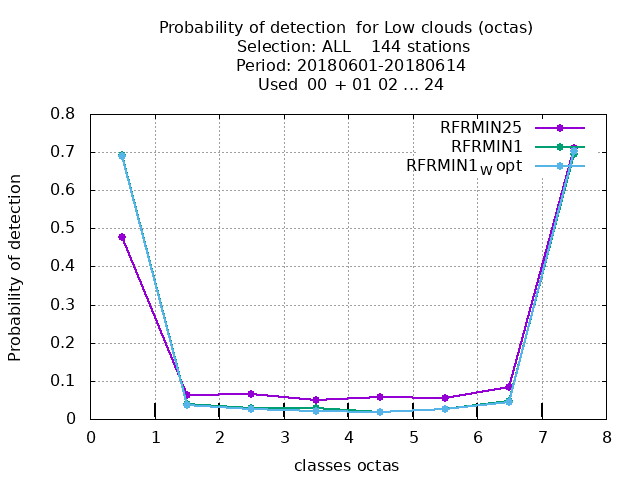 Probability of detection  for Low clouds (octas)
Selection: ALL    144 stations
Period: 20180601-20180614
Used  00  + 01 02 ... 24
0.8
0.7
0.6
0.5
0.4
0.3
0.2
0.1
0
Probability of detection
RFRMIN25
RFRMIN1
RFRMIN1w opt
0 1 2 3 4 5 6 7 8
classes octas